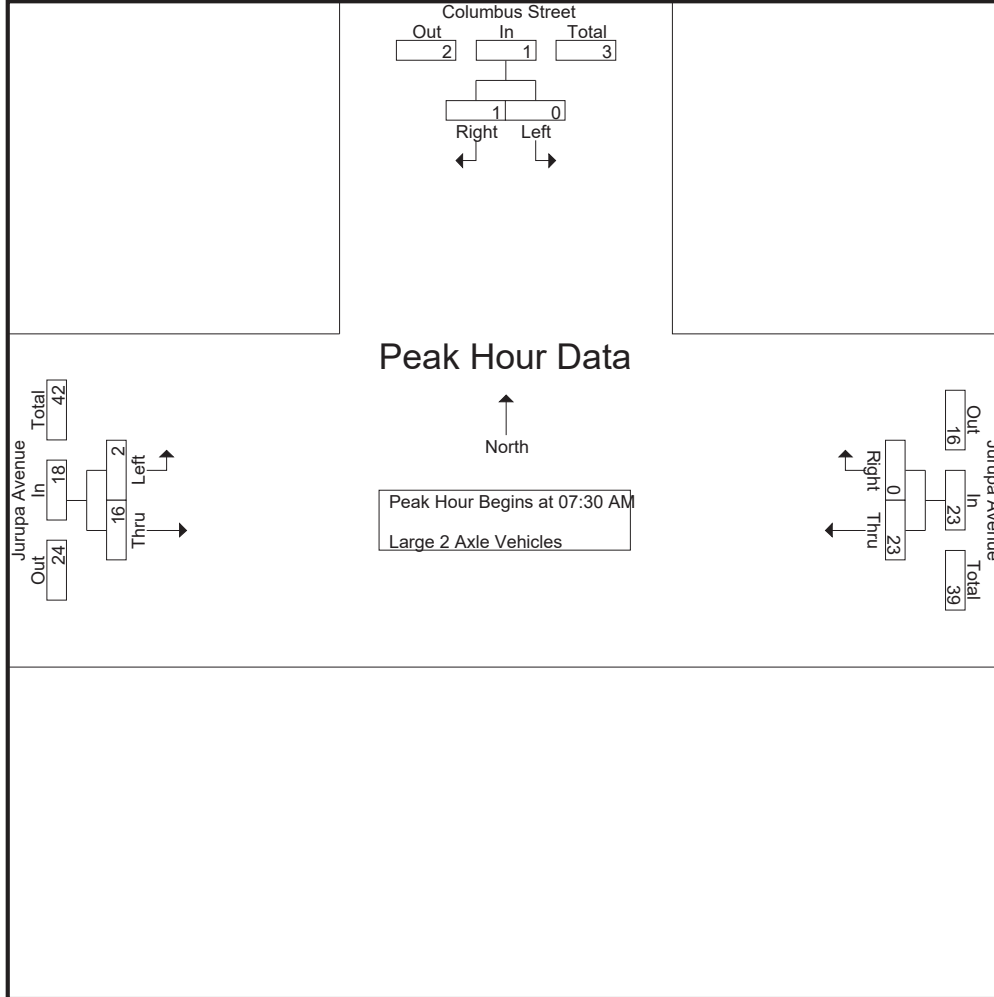 Columbus Street
Out In Total
2 1 3
1 0
Right Left
Peak Hour Data
North
Peak Hour Begins at 07:30 AM
Large 2 Axle Vehicles
Jurupa Avenue
Total In Out
42 18 24
2 16
Left Thru
Right Thru
0 23
16 23 39
Out In Total
Jurupa Avenue